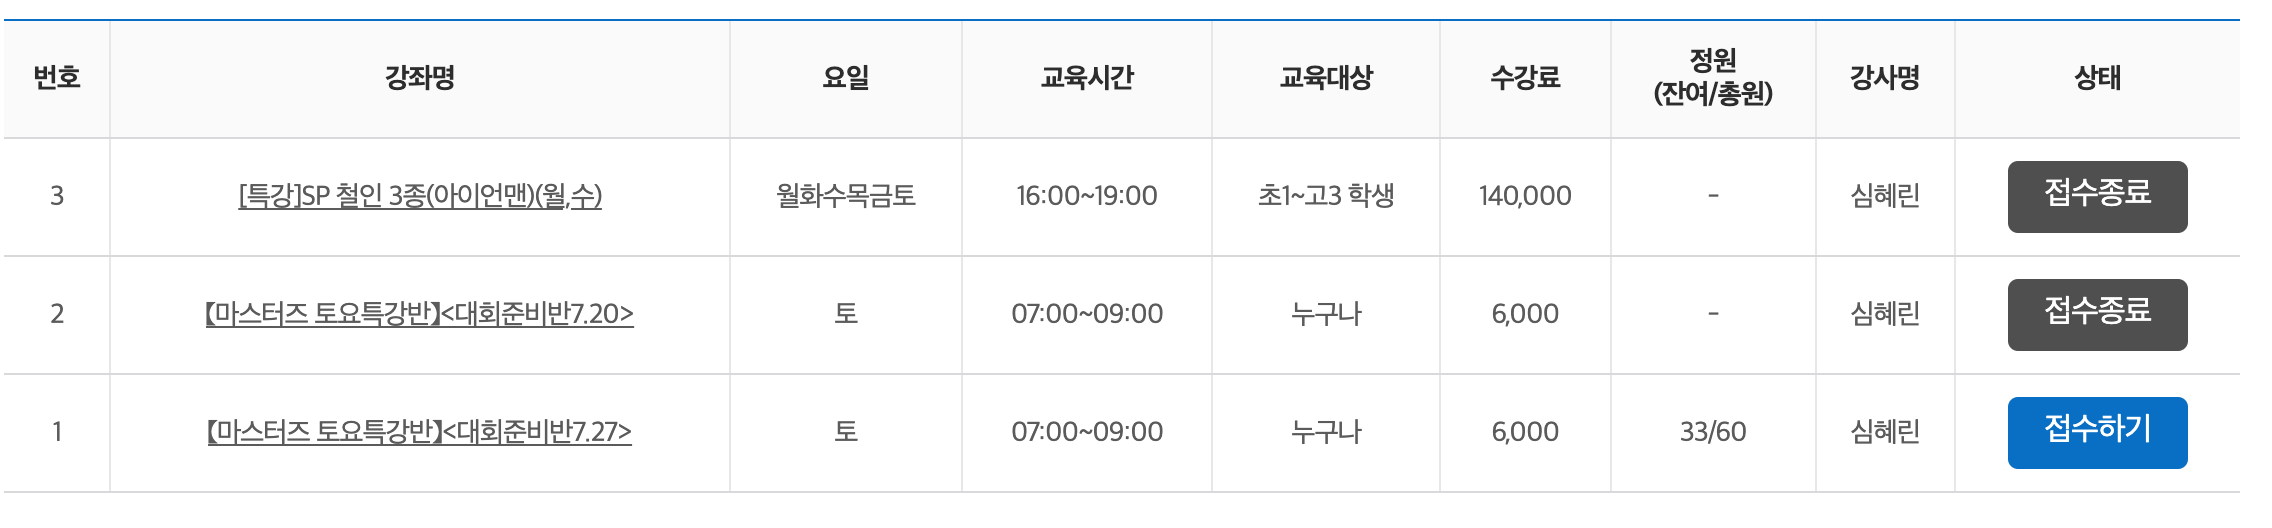 번호 강좌명 요일 교육시간 교육대상 수강료 정원 (잔여/총원) 강사명 상태
3 [특강]SP 철인 3종(아이언맨)(월,수) 월화수목금토 16:00~19:00 초1~고3 학생 140,000 - 심혜린 접수종료
2 【마스터즈 토요특강반】<대회준비반7.20> 토 07:00~09:00 누구나 6,000 - 심혜린 접수종료
1 【마스터즈 토요특강반】<대회준비반7.27> 토 07:00~09:00 누구나 6,000 33/60 심혜린 접수하기